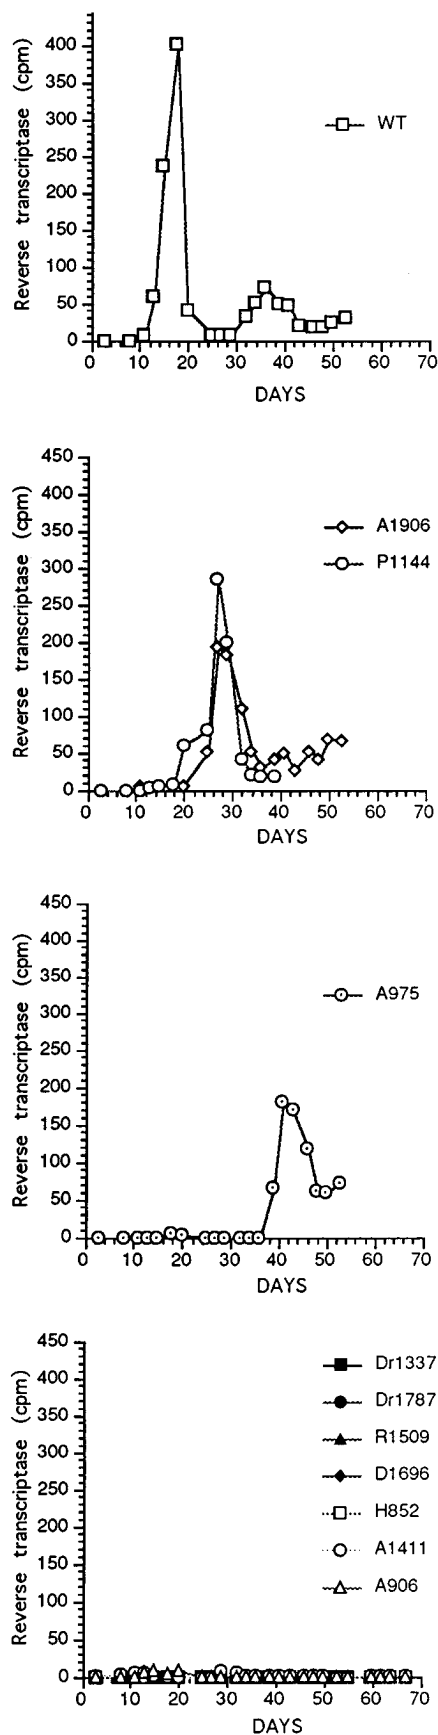 Reverse transcriptase (cpm)
400
350
300
250
200
150
100
50
0
0 10 20 30 40 50 60 70
DAYS
WT
Reverse transcriptase (cpm)
450
400
350
300
250
200
150
100
50
0
0 10 20 30 40 50 60 70
DAYS
A1906
P1144
Reverse transcriptase (cpm)
450
400
350
300
250
200
150
100
50
0
0 10 20 30 40 50 60 70
DAYS
A975
Reverse transcriptase (cpm)
450
400
350
300
250
200
150
100
50
0
0 10 20 30 40 50 60 70
DAYS
Dr1337
Dr1787
R1509
D1696
H852
A1411
A906